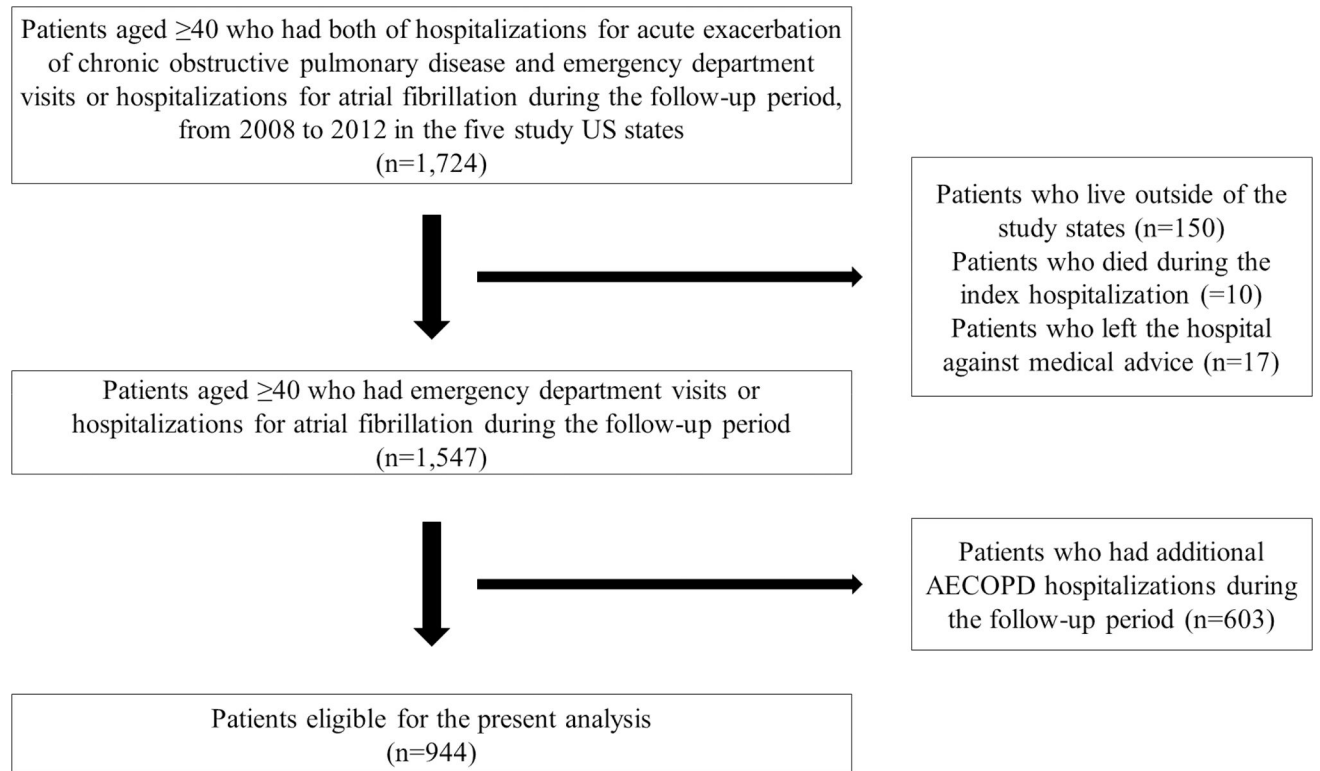 Patients aged ≥40 who had both of hospitalizations for acute exacerbation
of chronic obstructive pulmonary disease and emergency department
visits or hospitalizations for atrial fibrillation during the follow-up period,
from 2008 to 2012 in the five study US states
(n=1,724)
Patients who live outside of the
study states (n=150)
Patients who died during the
index hospitalization (=10)
Patients who left the hospital
against medical advice (n=17)
Patients aged ≥40 who had emergency department visits or
hospitalizations for atrial fibrillation during the follow-up period
(n=1,547)
Patients who had additional
AECOPD hospitalizations during
the follow-up period (n=603)
Patients eligible for the present analysis
(n=944)